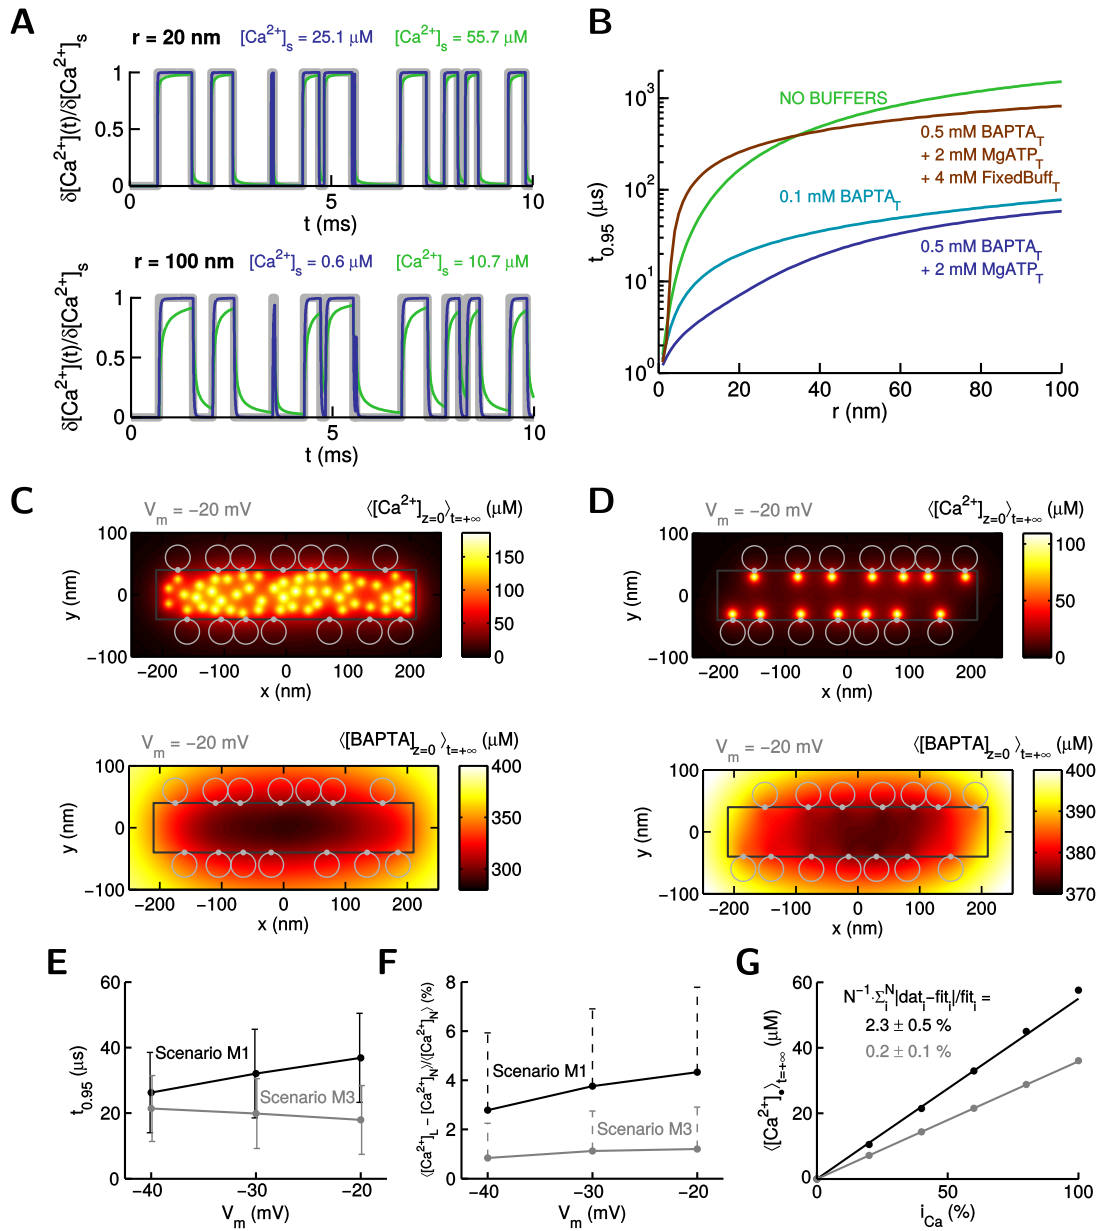 A
r = 20 nm
[Ca2+]s = 25.1 μM
[Ca2+]s = 55.7 μM
δ[Ca2+](t)/δ[Ca2+]s
1
0.5
0
0
5
10
t (ms)
r = 100 nm
[Ca2+]s = 0.6 μM
[Ca2+]s = 10.7 μM
δ[Ca2+](t)/δ[Ca2+]s
1
0.5
0
0
5
10
t (ms)
B
t0.95 (μs)
10^3
10^2
10^1
10^0
NO BUFFERS
0.5 mM BAPTAT
+ 2 mM MgATPT
+ 4 mM FixedBuffT
0.1 mM BAPTAT
0.5 mM BAPTAT
+ 2 mM MgATPT
0
20
40
60
80
100
r (nm)
C
Vm = −20 mV
⟨[Ca2+]z=0⟩t=+∞ (μM)
y (nm)
100
0
−100
−200
−100
0
100
200
x (nm)
150
100
50
0
Vm = −20 mV
⟨[BAPTA]z=0 ⟩t=+∞ (μM)
y (nm)
100
0
−100
−200
−100
0
100
200
x (nm)
400
380
360
340
320
300
D
Vm = −20 mV
⟨[Ca2+]z=0⟩t=+∞ (μM)
y (nm)
100
0
−100
−200
−100
0
100
200
x (nm)
100
50
0
Vm = −20 mV
⟨[BAPTA]z=0 ⟩t=+∞ (μM)
y (nm)
100
0
−100
−200
−100
0
100
200
x (nm)
400
390
380
370
E
t0.95 (μs)
60
40
20
0
Scenario M1
Scenario M3
−40
−30
−20
Vm (mV)
F
⟨[Ca2+]L − [Ca2+]N⟩/⟨[Ca2+]N⟩ (%)
8
6
4
2
0
Scenario M1
Scenario M3
−40
−30
−20
Vm (mV)
G
N−1·ΣiN|dati−fiti|/fiti =
2.3 ± 0.5 %
0.2 ± 0.1 %
⟨[Ca2+]•⟩t=+∞ (μM)
60
40
20
0
0
50
100
iCa (%)